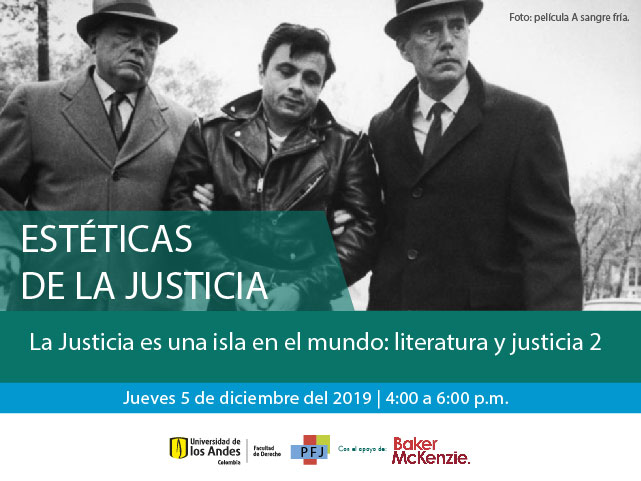 Foto: película A sangre fría.
ESTÉTICAS
DE LA JUSTICIA
La Justicia es una isla en el mundo: literatura y justicia 2
Jueves 5 de diciembre del 2019 | 4:00 a 6:00 p.m.
Universidad de
los Andes
Colombia
Facultad
de Derecho
PFJ
Con el apoyo de:
Baker
McKenzie.